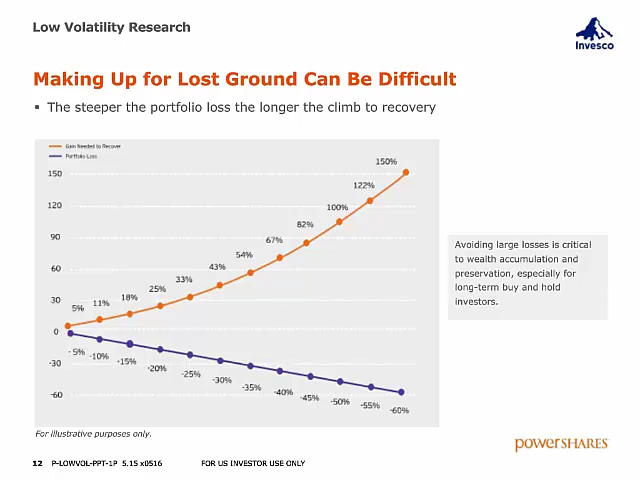 Low Volatility Research
Invesco
Making Up for Lost Ground Can Be Difficult
▪ The steeper the portfolio loss the longer the climb to recovery
Gain Needed to Recover
Portfolio Loss
150
120
90
60
30
0
-30
-60
5%
11%
18%
25%
33%
43%
54%
67%
82%
100%
122%
150%
- 5%
-10%
-15%
-20%
-25%
-30%
-35%
-40%
-45%
-50%
-55%
-60%
Avoiding large losses is critical
to wealth accumulation and
preservation, especially for
long-term buy and hold
investors.
For illustrative purposes only.
powerSHARES
12 P-LOWVOL-PPT-1P 5.15 x0516 FOR US INVESTOR USE ONLY